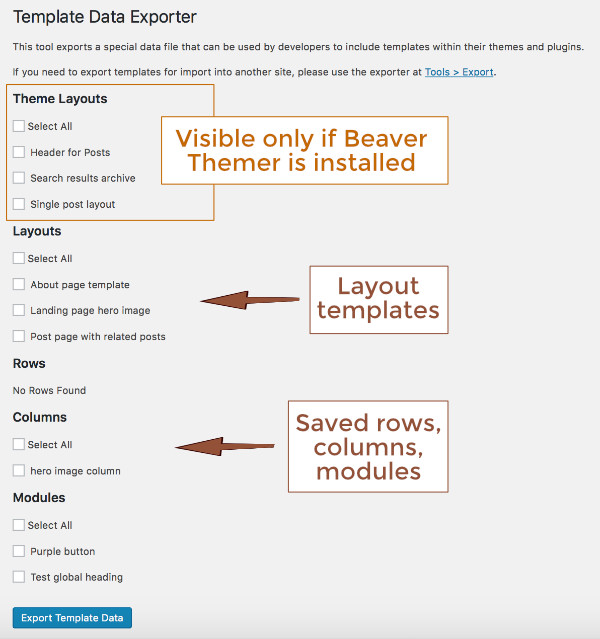 Template Data Exporter
This tool exports a special data file that can be used by developers to include templates within their themes and plugins.
If you need to export templates for import into another site, please use the exporter at Tools > Export.
Theme Layouts
Select All
Header for Posts
Search results archive
Single post layout
Visible only if Beaver
Themer is installed
Layouts
Select All
About page template
Landing page hero image
Post page with related posts
Layout
templates
Rows
No Rows Found
Columns
Select All
hero image column
Saved rows,
columns,
modules
Modules
Select All
Purple button
Test global heading
Export Template Data